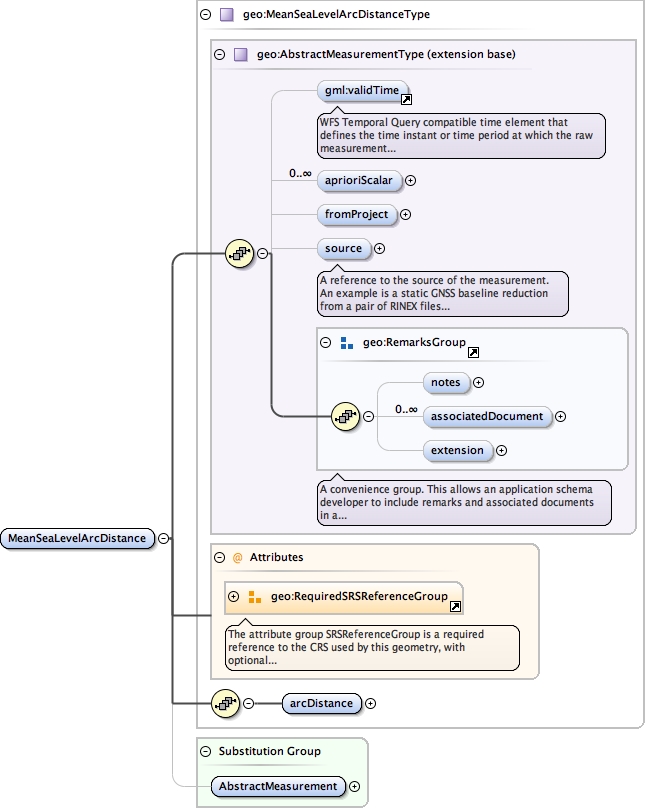 geo:MeanSeaLevelArcDistanceType
geo:AbstractMeasurementType (extension base)
gml:validTime
WFS Temporal Query compatible time element that
defines the time instant or time period at which the raw
measurement...
0..∞
aprioriScalar
fromProject
source
A reference to the source of the measurement.
An example is a static GNSS baseline reduction
from a pair of RINEX files...
geo:RemarksGroup
notes
0..∞
associatedDocument
extension
A convenience group. This allows an application schema
developer to include remarks and associated documents
in a...
MeanSeaLevelArcDistance
@ Attributes
geo:RequiredSRSReferenceGroup
The attribute group SRSReferenceGroup is a required
reference to the CRS used by this geometry, with
optional...
arcDistance
Substitution Group
AbstractMeasurement